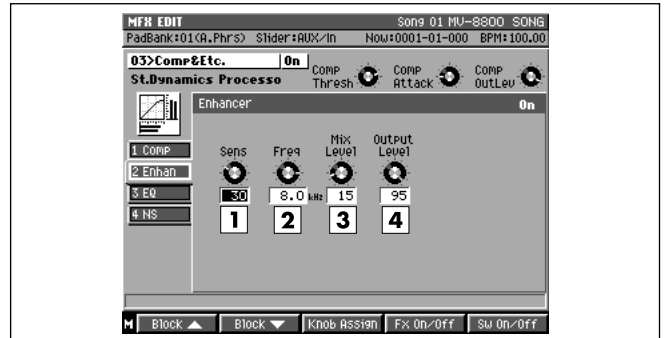 MFX EDIT Song 01 MV-8800 SONG
PadBank:01(A.Phrs) Slider:AUX/In Now:0001-01-000 BPM:100.00
03>Comp&Etc. On
St.Dynamics Processo
Comp Thresh
Comp Attack
Comp OutLev
Enhancer On
1 Comp
2 Enhan
3 EQ
4 NS
Sens Freq Mix Level Output Level
30 8.0 kHz 15 95
1 2 3 4
M Block ▲ Block ▼ Knob Assign FX On/Off Sw On/Off